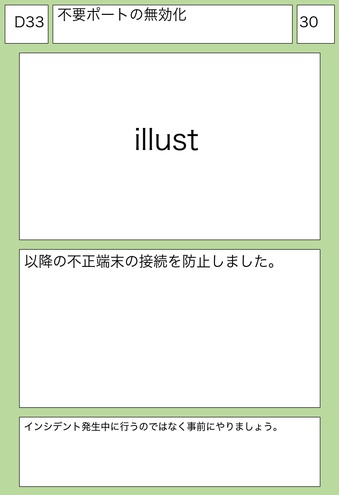 D33
不要ポートの無効化
30
illust
以降の不正端末の接続を防止しました。
インシデント発生中に行うのではなく事前にやりましょう。